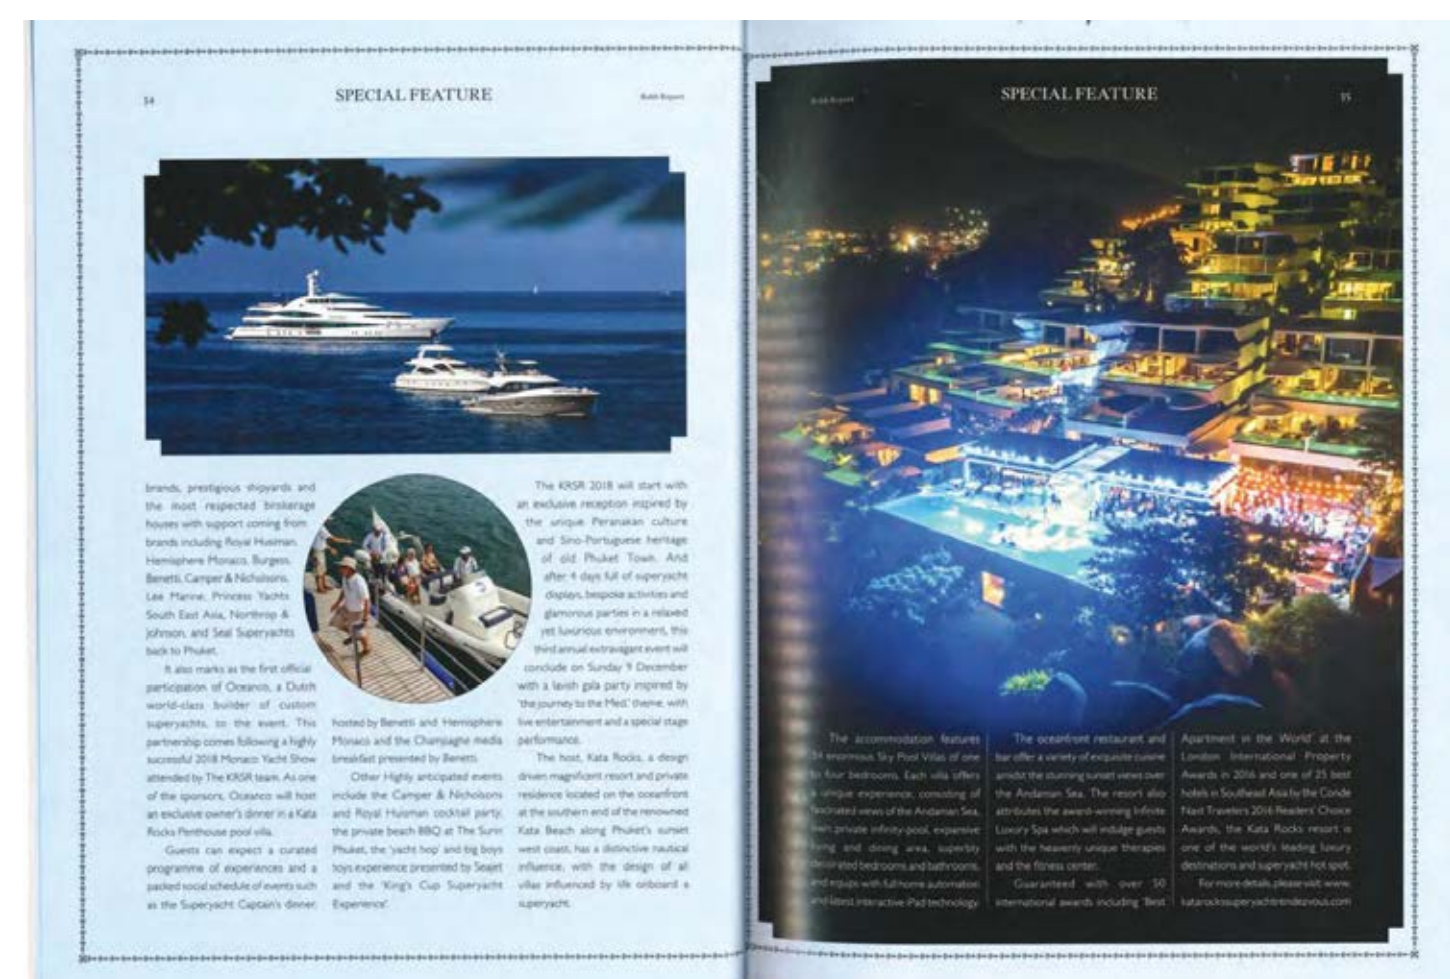 34
SPECIAL FEATURE
Robb Report
brands, prestigious shipyards and
the most respected brokerage
houses with support coming from
brands including Royal Huisman,
Hemisphere Monaco, Burgess,
Benetti, Camper & Nicholsons,
Lee Marine, Princess Yachts
South East Asia, Northrop &
Johnson, and Seal Superyachts
back to Phuket.
It also marks as the first official
participation of Oceanco, a Dutch
world-class builder of custom
superyachts, to the event. This
partnership comes following a highly
successful 2018 Monaco Yacht Show
attended by The KRSR team. As one
of the sponsors, Oceanco will host
an exclusive owner's dinner in a Kata
Rocks Penthouse pool villa.
Guests can expect a curated
programme of experiences and a
packed social schedule of events such
as the Superyacht Captain's dinner,
hosted by Benetti and Hemisphere
Monaco and the Champagne media
breakfast presented by Benetti.
Other Highly anticipated events
include the Camper & Nicholsons
and Royal Huisman cocktail party,
the private beach BBQ at The Surin
Phuket, the 'yacht hop' and big boys
toys experience presented by Seajet
and the 'King's Cup Superyacht
Experience'.
The KRSR 2018 will start with
an exclusive reception inspired by
the unique Peranakan culture
and Sino-Portuguese heritage
of old Phuket Town. And
after 4 days full of superyacht
displays, bespoke activities and
glamorous parties in a relaxed
yet luxurious environment, this
third annual extravagant event will
conclude on Sunday 9 December
with a lavish gala party inspired by
'the journey to the Med.' theme, with
live entertainment and a special stage
performance.
The host, Kata Rocks, a design
driven magnificent resort and private
residence located on the oceanfront
at the southern end of the renowned
Kata Beach along Phuket's sunset
west coast, has a distinctive nautical
influence, with the design of all
villas influenced by life onboard a
superyacht.
Robb Report
SPECIAL FEATURE
35
The accommodation features
34 enormous Sky Pool Villas of one
to four bedrooms. Each villa offers
a unique experience, consisting of
fascinated views of the Andaman Sea,
own private infinity-pool, expansive
living and dining area, superbly
decorated bedrooms and bathrooms,
and equips with full home automation
and latest interactive iPad technology.
The oceanfront restaurant and
bar offer a variety of exquisite cuisine
amidst the stunning sunset views over
the Andaman Sea. The resort also
attributes the award-winning Infinite
Luxury Spa which will indulge guests
with the heavenly unique therapies
and the fitness center.
Guaranteed with over 50
international awards including 'Best
Apartment in the World' at the
London International Property
Awards in 2016 and one of 25 best
hotels in Southeast Asia by the Conde
Nast Travelers 2016 Readers' Choice
Awards, the Kata Rocks resort is
one of the world's leading luxury
destinations and superyacht hot spot.
For more details, please visit: www.
katarockssuperyachtrendezvous.com